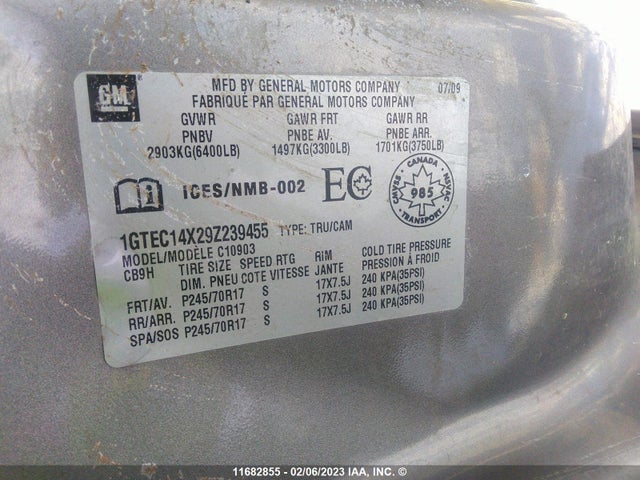 GM
MFD BY GENERAL MOTORS COMPANY 07/09
FABRIQUÉ PAR GENERAL MOTORS COMPANY
GVWR GAWR FRT GAWR RR
PNBV PNBE AV. PNBE ARR.
2903KG(6400LB) 1497KG(3300LB) 1701KG(3750LB)
ICES/NMB-002 EC CANADA 985 TRANSPORT CMVSS NSVAC
1GTEC14X29Z239455 TYPE: TRU/CAM
MODEL/MODÈLE C10903
CB9H TIRE SIZE SPEED RTG RIM COLD TIRE PRESSURE
DIM. PNEU COTE VITESSE JANTE PRESSION À FROID
FRT/AV. P245/70R17 S 17X7.5J 240 KPA(35PSI)
RR/ARR. P245/70R17 S 17X7.5J 240 KPA(35PSI)
SPA/SOS P245/70R17 S 17X7.5J 240 KPA(35PSI)
11682855 - 02/06/2023 IAA, INC. ©